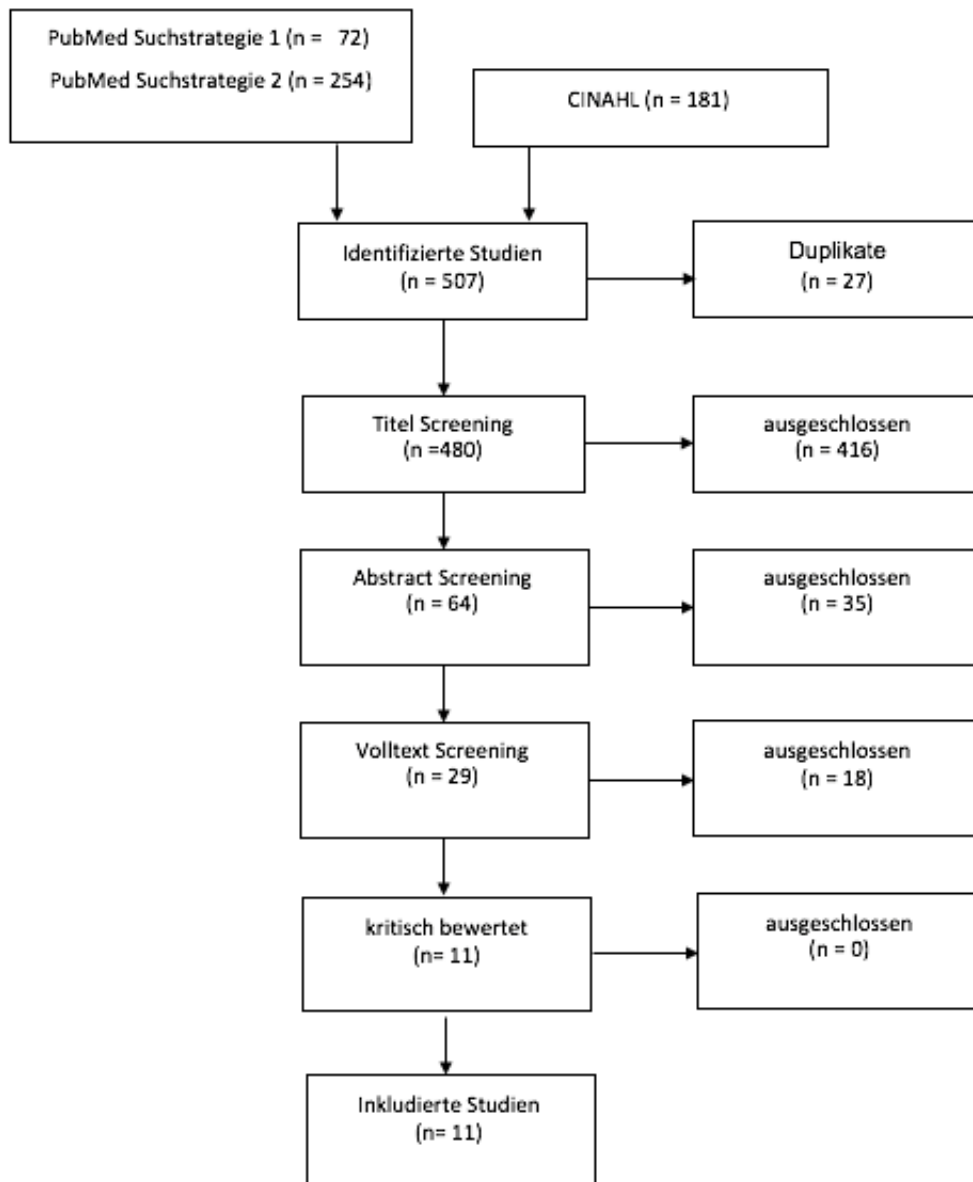 PubMed Suchstrategie 1 (n =   72)
PubMed Suchstrategie 2 (n = 254)
CINAHL (n = 181)
Identifizierte Studien
(n = 507)
Duplikate
(n = 27)
Titel Screening
(n =480)
ausgeschlossen
(n = 416)
Abstract Screening
(n = 64)
ausgeschlossen
(n = 35)
Volltext Screening
(n = 29)
ausgeschlossen
(n = 18)
kritisch bewertet
(n= 11)
ausgeschlossen
(n = 0)
Inkludierte Studien
(n= 11)